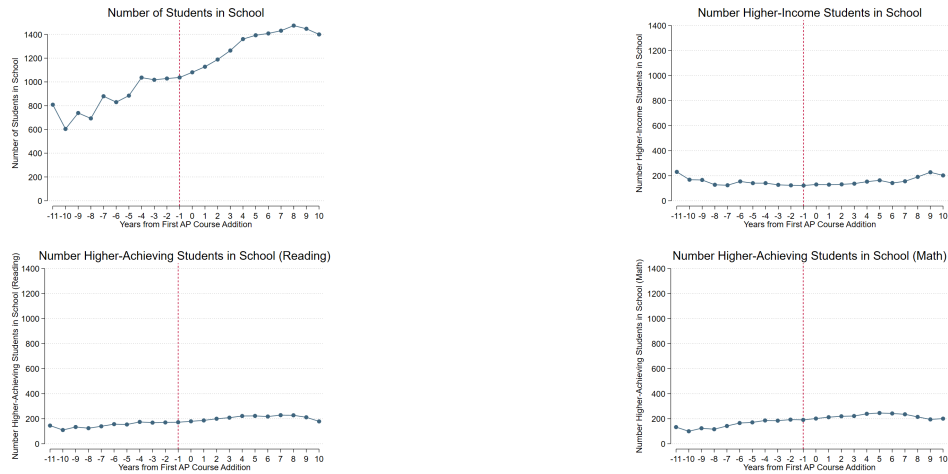 Number of Students in School
Number of Students in School
1400
1200
1000
800
600
400
200
0
-11 -10 -9 -8 -7 -6 -5 -4 -3 -2 -1 0 1 2 3 4 5 6 7 8 9 10
Years from First AP Course Addition
Number Higher-Income Students in School
Number Higher-Income Students in School
1400
1200
1000
800
600
400
200
0
-11 -10 -9 -8 -7 -6 -5 -4 -3 -2 -1 0 1 2 3 4 5 6 7 8 9 10
Years from First AP Course Addition
Number Higher-Achieving Students in School (Reading)
Number Higher-Achieving Students in School (Reading)
1400
1200
1000
800
600
400
200
0
-11 -10 -9 -8 -7 -6 -5 -4 -3 -2 -1 0 1 2 3 4 5 6 7 8 9 10
Years from First AP Course Addition
Number Higher-Achieving Students in School (Math)
Number Higher-Achieving Students in School (Math)
1400
1200
1000
800
600
400
200
0
-11 -10 -9 -8 -7 -6 -5 -4 -3 -2 -1 0 1 2 3 4 5 6 7 8 9 10
Years from First AP Course Addition